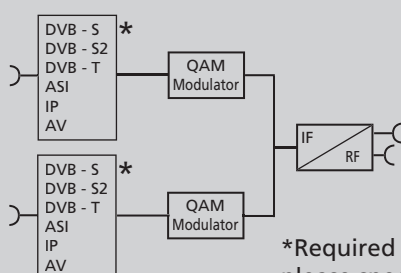 DVB - S *
DVB - S2
DVB - T
ASI
IP
AV
QAM
Modulator
IF
RF
DVB - S *
DVB - S2
DVB - T
ASI
IP
AV
QAM
Modulator
*Required